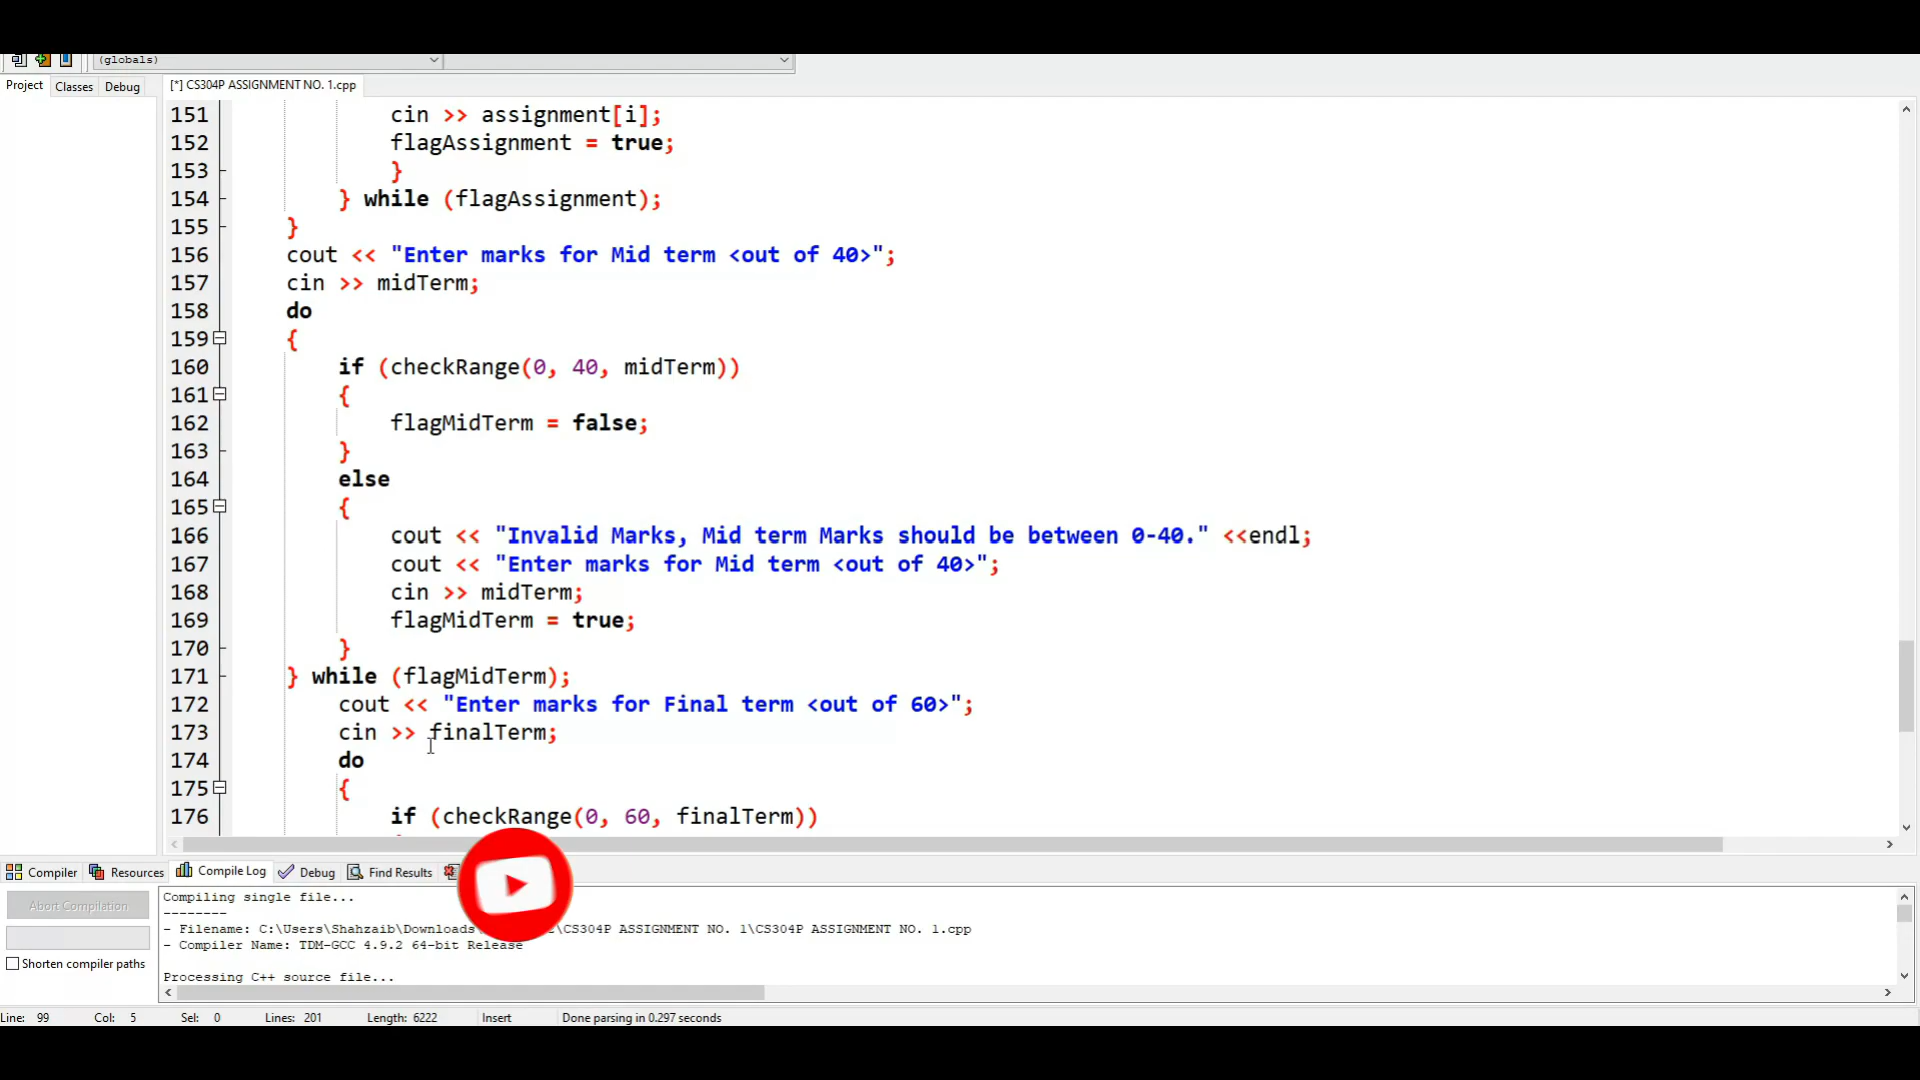 (globals)
Project Classes Debug
[*] CS304P ASSIGNMENT NO. 1.cpp
151 cin >> assignment[i];
152 flagAssignment = true;
153 }
154 } while (flagAssignment);
155 }
156 cout << "Enter marks for Mid term <out of 40>";
157 cin >> midTerm;
158 do
159 {
160 if (checkRange(0, 40, midTerm))
161 {
162 flagMidTerm = false;
163 }
164 else
165 {
166 cout << "Invalid Marks, Mid term Marks should be between 0-40." <<endl;
167 cout << "Enter marks for Mid term <out of 40>";
168 cin >> midTerm;
169 flagMidTerm = true;
170 }
171 } while (flagMidTerm);
172 cout << "Enter marks for Final term <out of 60>";
173 cin >> finalTerm;
174 do
175 {
176 if (checkRange(0, 60, finalTerm))
Compiler Resources Compile Log Debug Find Results
Abort Compilation
Shorten compiler paths
Compiling single file...
--------
- Filename: C:\Users\Shahzaib\Downloads \CS304P ASSIGNMENT NO. 1\CS304P ASSIGNMENT NO. 1.cpp
- Compiler Name: TDM-GCC 4.9.2 64-bit Release
Processing C++ source file...
Line: 99 Col: 5 Sel: 0 Lines: 201 Length: 6222 Insert Done parsing in 0.297 seconds